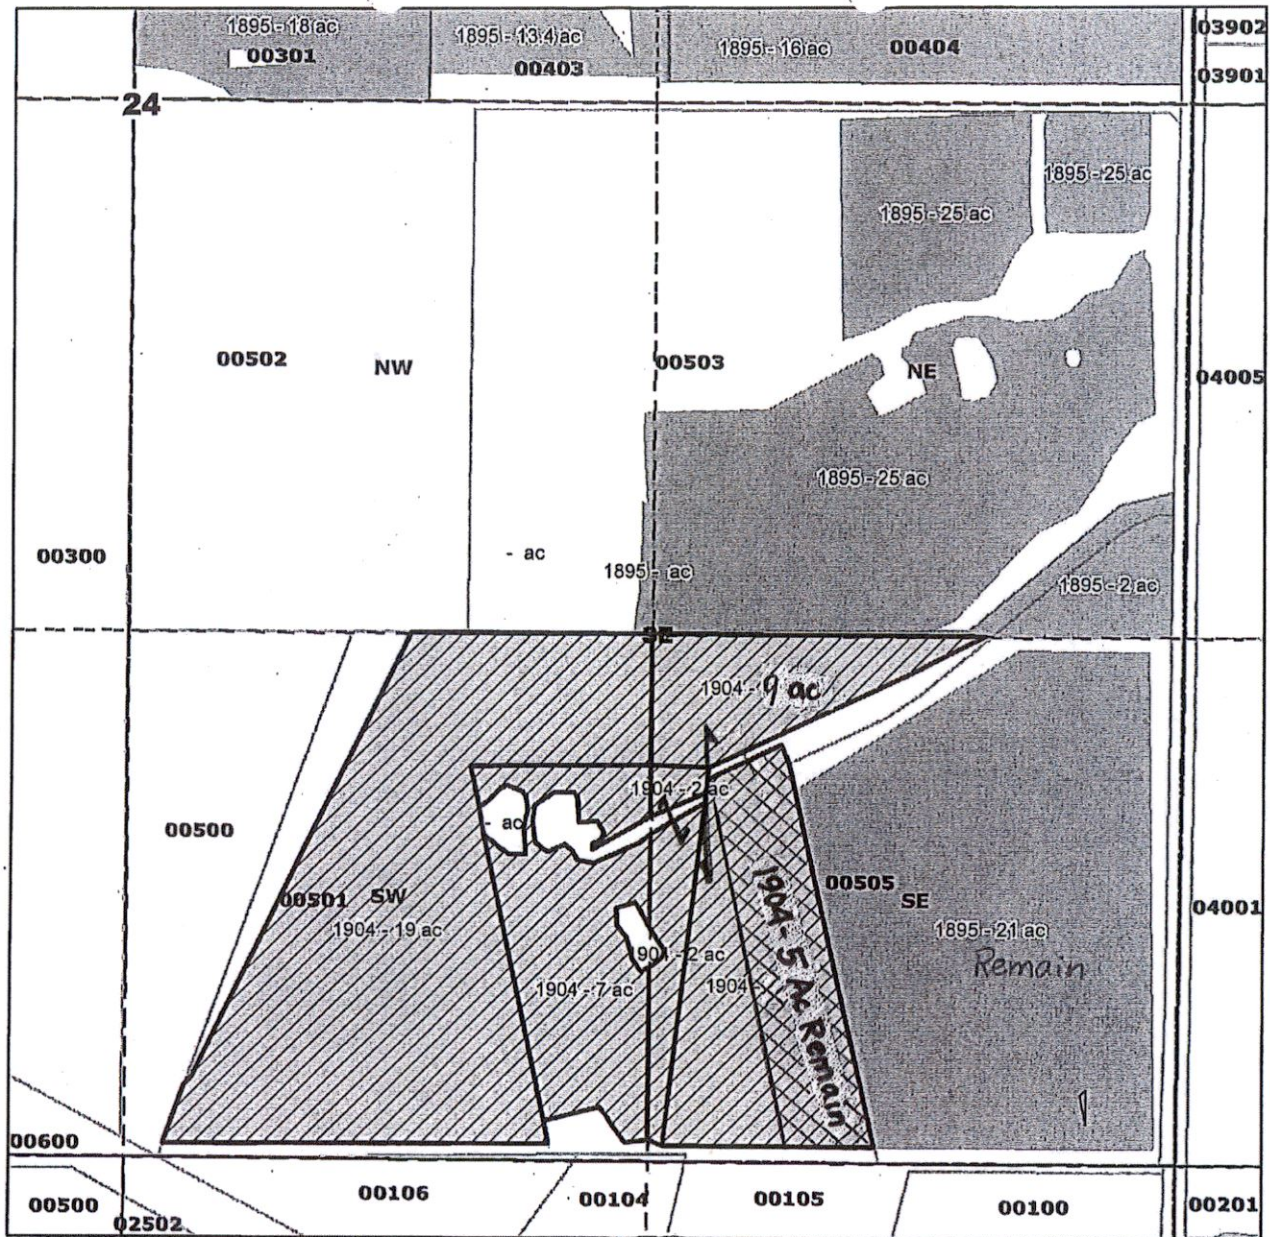 1895 - 18 ac
00301
1895 - 13.4 ac
00403
1895 - 16 ac
00404
03902
03901
24
1895 - 25 ac
1895 - 25 ac
00502
NW
00503
NE
04005
1895 - 25 ac
00300
- ac
1895 - ac
1895 - 2 ac
SE
1904 - 9 ac
1904 - 2 ac
- ac
00500
00501
SW
1904 - 19 ac
00505
SE
04001
1895 - 21 ac
Remain
1904 - 2 ac
1904 - 7 ac
1904 -
1904 - 5 Ac Remain
00600
00500
02502
00106
00104
00105
00100
00201